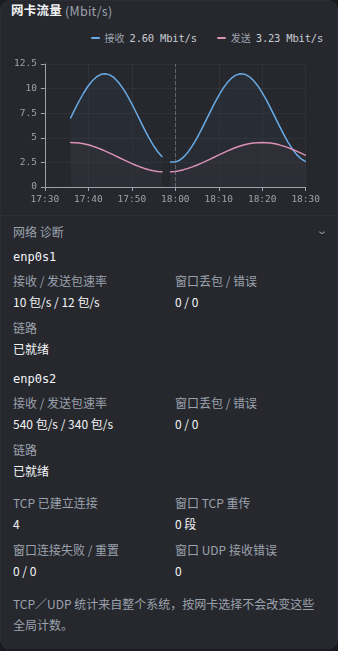 网卡流量 (Mbit/s)
接收 2.60 Mbit/s 发送 3.23 Mbit/s
12.5
10
7.5
5
2.5
0
17:30 17:40 17:50 18:00 18:10 18:20 18:30
网络 诊断
enp0s1
接收 / 发送包速率 窗口丢包 / 错误
10 包/s / 12 包/s 0 / 0
链路
已就绪
enp0s2
接收 / 发送包速率 窗口丢包 / 错误
540 包/s / 340 包/s 0 / 0
链路
已就绪
TCP 已建立连接 窗口 TCP 重传
4 0 段
窗口连接失败 / 重置 窗口 UDP 接收错误
0 / 0 0
TCP／UDP 统计来自整个系统，按网卡选择不会改变这些
全局计数。